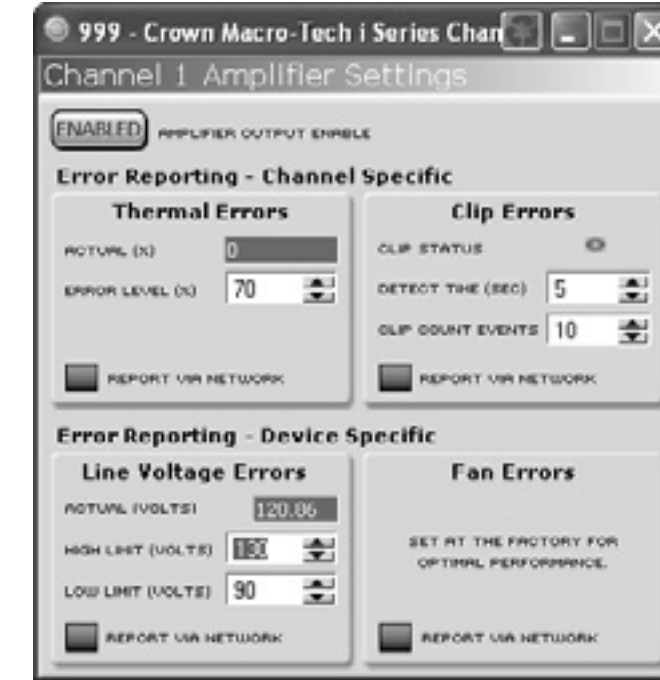 999 - Crown Macro-Tech i Series Chan
Channel 1 Amplifier Settings
ENABLED AMPLIFIER OUTPUT ENABLE
Error Reporting - Channel Specific
Thermal Errors
ACTUAL (%) 0
ERROR LEVEL (%) 70
REPORT VIA NETWORK
Clip Errors
CLIP STATUS
DETECT TIME (SEC) 5
CLIP COUNT EVENTS 10
REPORT VIA NETWORK
Error Reporting - Device Specific
Line Voltage Errors
ACTUAL (VOLTS) 120.06
HIGH LIMIT (VOLTS) 130
LOW LIMIT (VOLTS) 90
REPORT VIA NETWORK
Fan Errors
SET AT THE FACTORY FOR
OPTIMAL PERFORMANCE.
REPORT VIA NETWORK